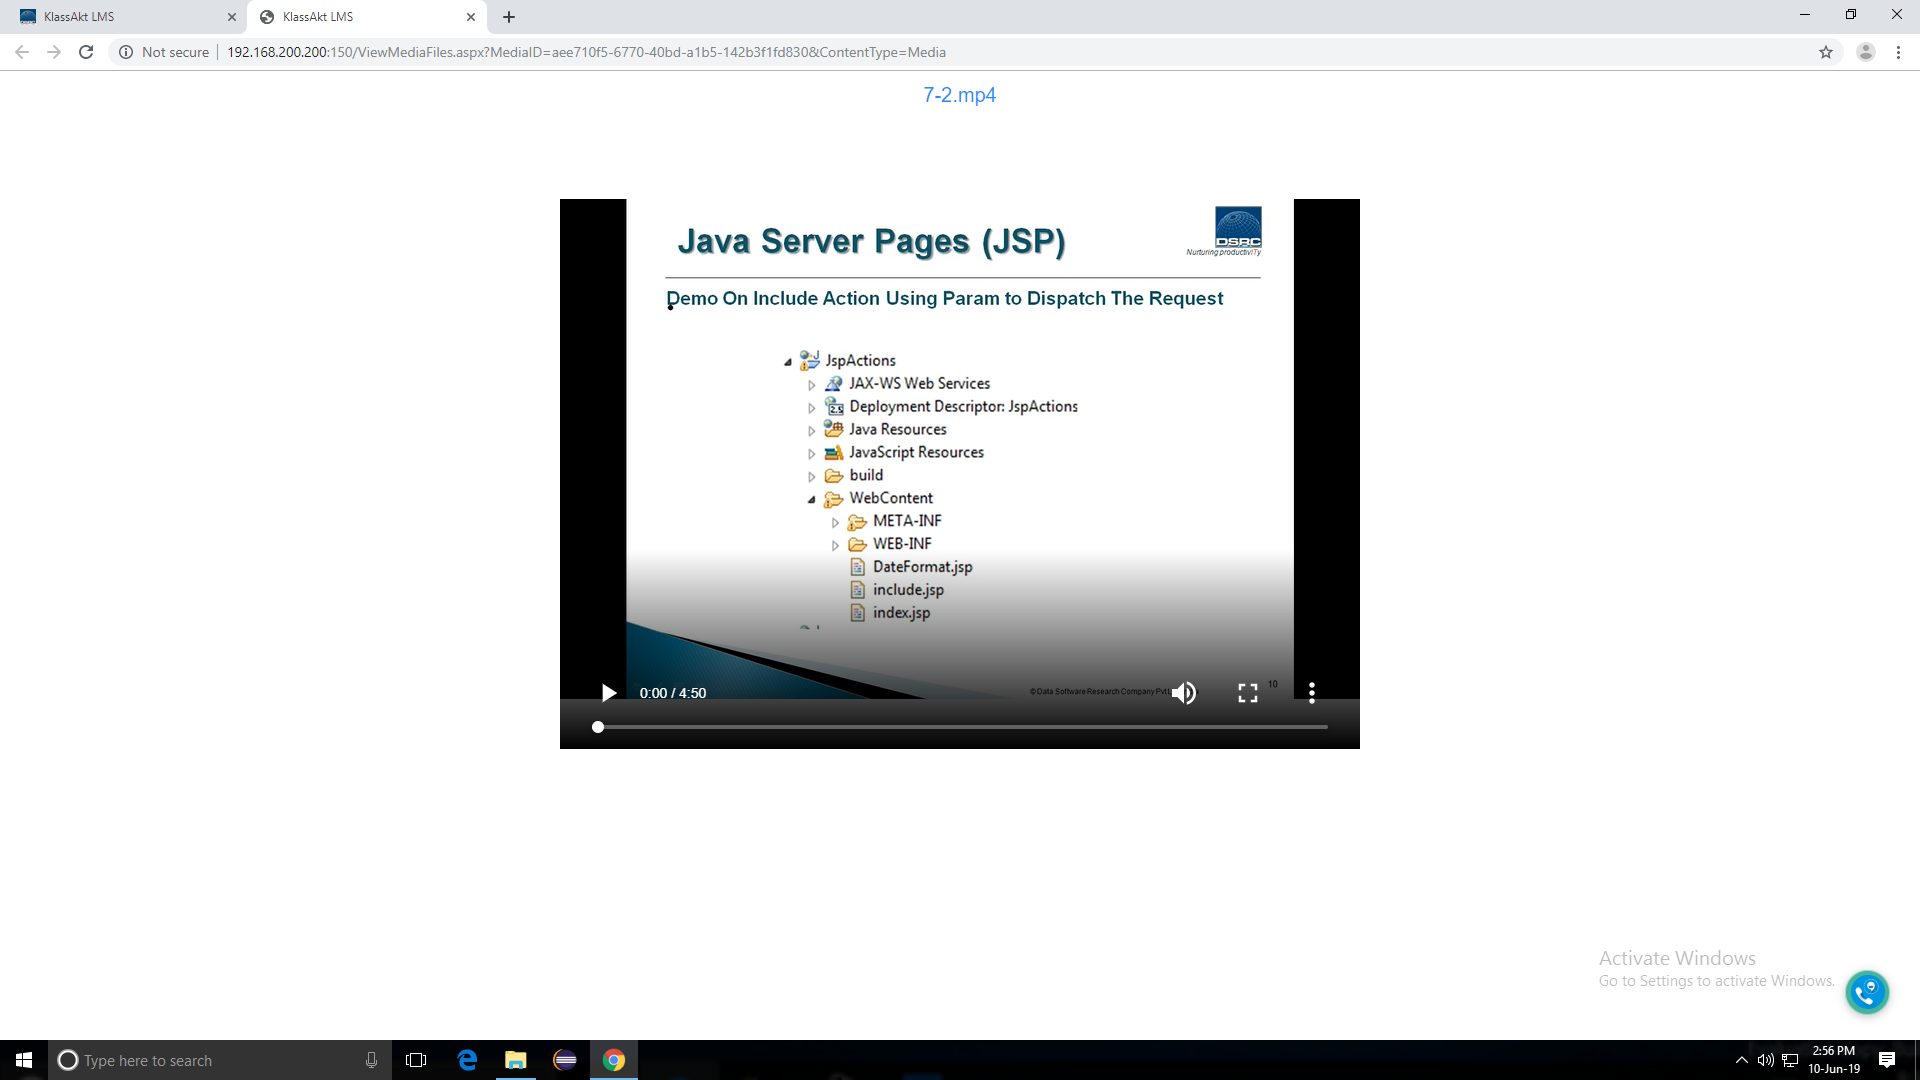 KlassAkt LMS
KlassAkt LMS
Not secure
192.168.200.200:150/ViewMediaFiles.aspx?MediaID=aee710f5-6770-40bd-a1b5-142b3f1fd830&ContentType=Media
7-2.mp4
Java Server Pages (JSP)
DSRC
Nurturing productivITy
Demo On Include Action Using Param to Dispatch The Request
JspActions
JAX-WS Web Services
Deployment Descriptor: JspActions
Java Resources
JavaScript Resources
build
WebContent
META-INF
WEB-INF
DateFormat.jsp
include.jsp
index.jsp
0:00 / 4:50
© Data Software Research Company Pvt
10
Activate Windows
Go to Settings to activate Windows.
Type here to search
2:56 PM
10-Jun-19